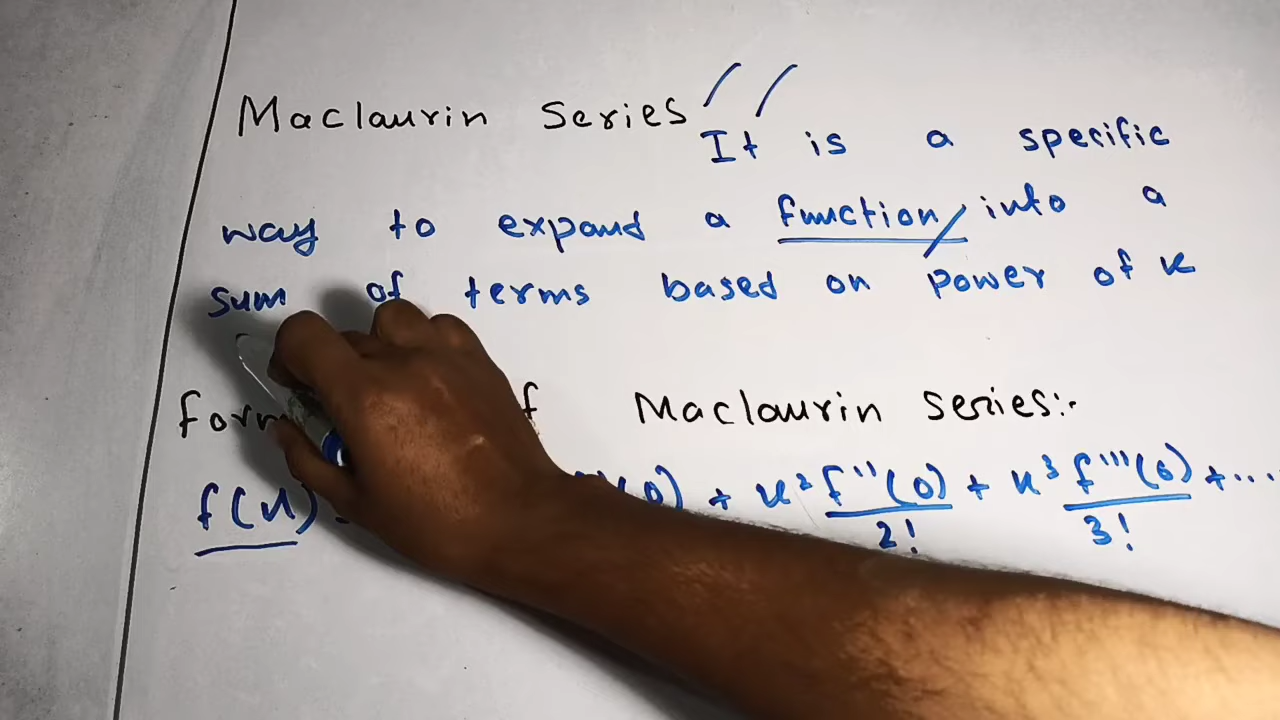 Maclaurin Series
It is a specific
way to expand a function into a
sum of terms based on power of x
Maclaurin series:-
f(x) + x² f''(0)/2! + x³ f'''(0)/3! + ....